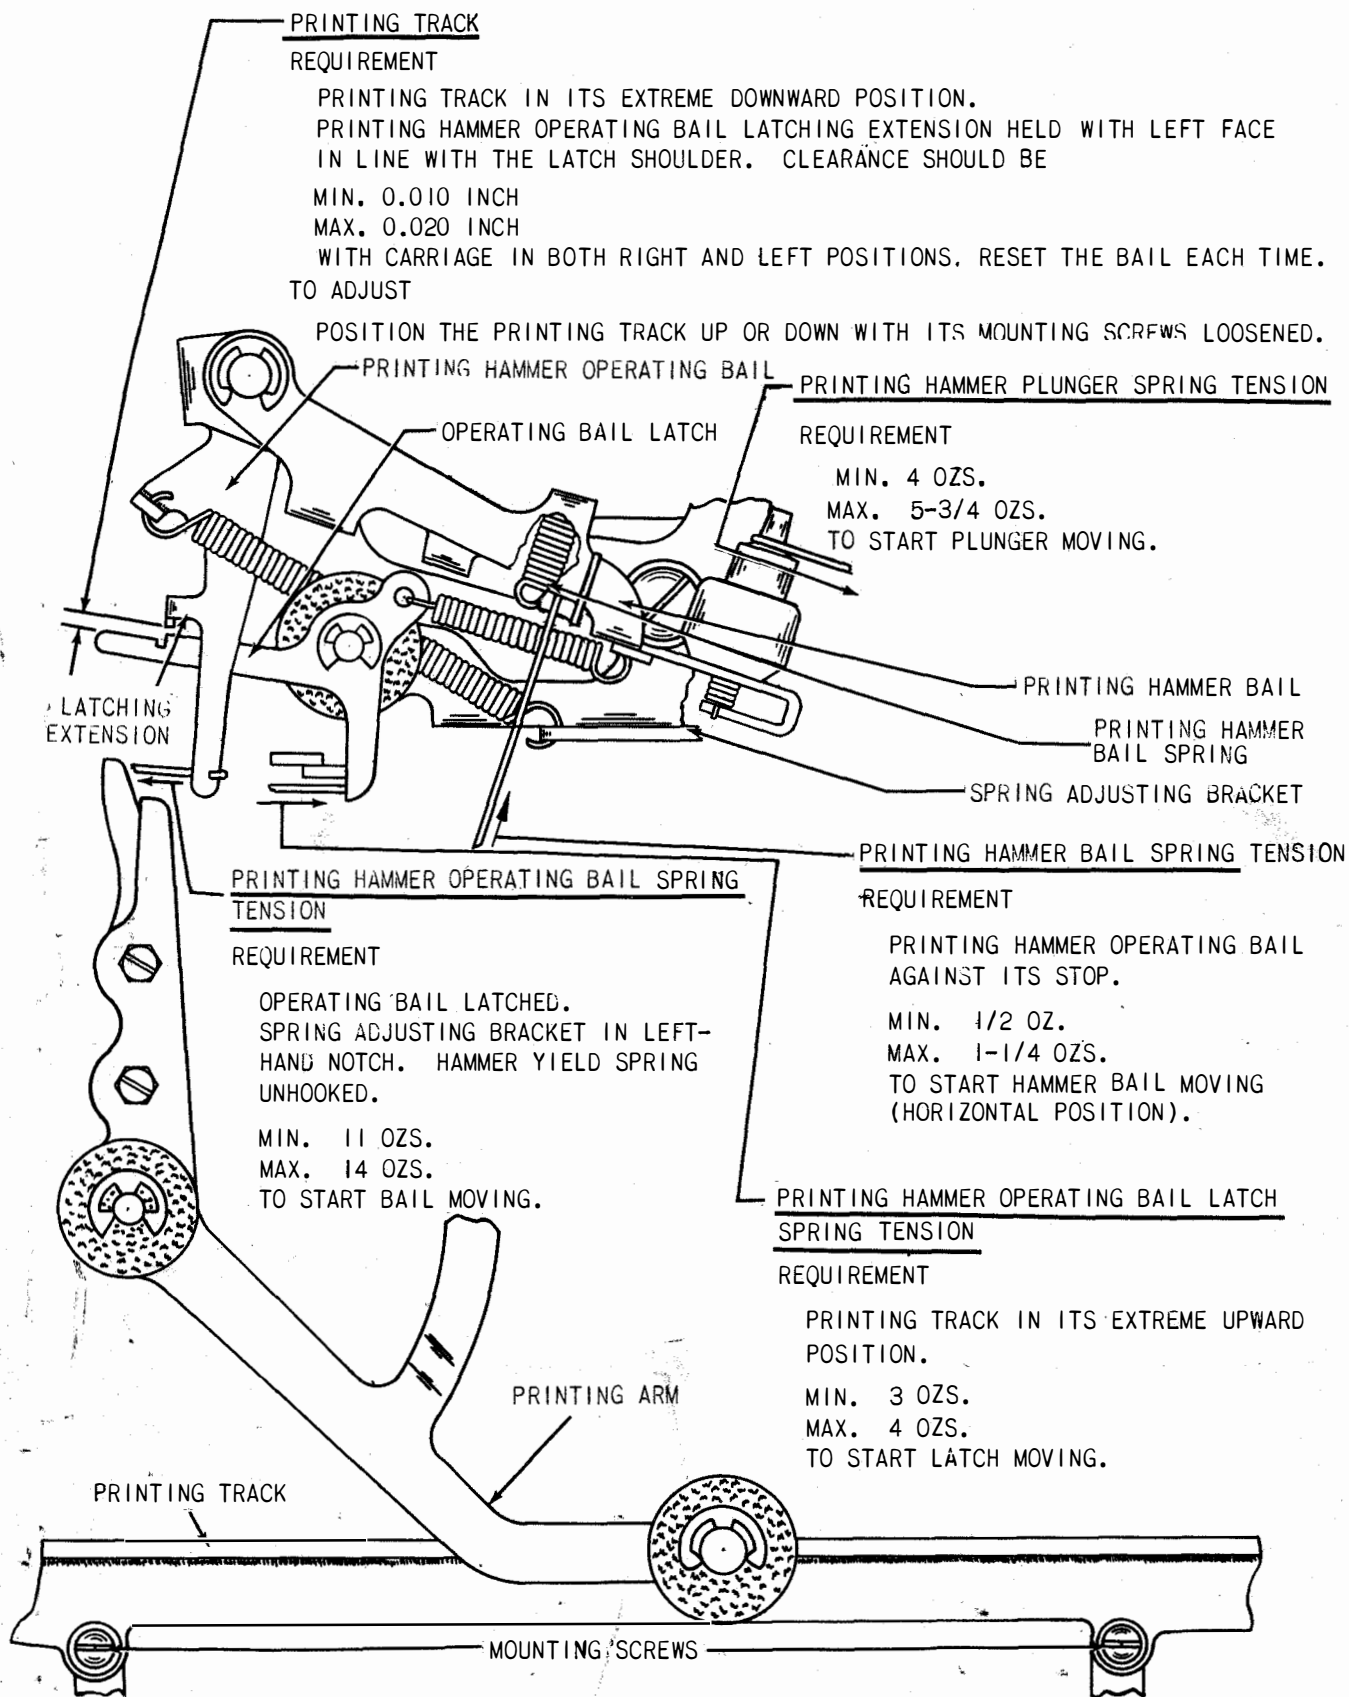 PRINTING TRACK
REQUIREMENT
PRINTING TRACK IN ITS EXTREME DOWNWARD POSITION.
PRINTING HAMMER OPERATING BAIL LATCHING EXTENSION HELD WITH LEFT FACE
IN LINE WITH THE LATCH SHOULDER. CLEARANCE SHOULD BE
MIN. 0.010 INCH
MAX. 0.020 INCH
WITH CARRIAGE IN BOTH RIGHT AND LEFT POSITIONS. RESET THE BAIL EACH TIME.
TO ADJUST
POSITION THE PRINTING TRACK UP OR DOWN WITH ITS MOUNTING SCREWS LOOSENED.
PRINTING HAMMER OPERATING BAIL
OPERATING BAIL LATCH
PRINTING HAMMER PLUNGER SPRING TENSION
REQUIREMENT
MIN. 4 OZS.
MAX. 5-3/4 OZS.
TO START PLUNGER MOVING.
LATCHING
EXTENSION
PRINTING HAMMER BAIL
PRINTING HAMMER
BAIL SPRING
SPRING ADJUSTING BRACKET
PRINTING HAMMER BAIL SPRING TENSION
REQUIREMENT
PRINTING HAMMER OPERATING BAIL
AGAINST ITS STOP.
MIN. 1/2 OZ.
MAX. 1-1/4 OZS.
TO START HAMMER BAIL MOVING
(HORIZONTAL POSITION).
PRINTING HAMMER OPERATING BAIL SPRING
TENSION
REQUIREMENT
OPERATING BAIL LATCHED.
SPRING ADJUSTING BRACKET IN LEFT-
HAND NOTCH. HAMMER YIELD SPRING
UNHOOKED.
MIN. 11 OZS.
MAX. 14 OZS.
TO START BAIL MOVING.
PRINTING HAMMER OPERATING BAIL LATCH
SPRING TENSION
REQUIREMENT
PRINTING TRACK IN ITS EXTREME UPWARD
POSITION.
MIN. 3 OZS.
MAX. 4 OZS.
TO START LATCH MOVING.
PRINTING ARM
PRINTING TRACK
MOUNTING SCREWS